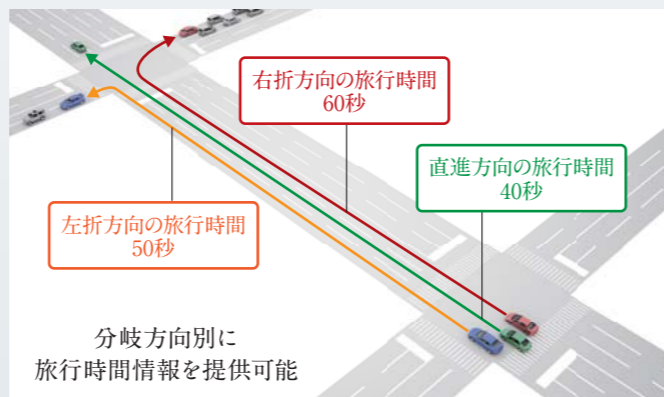 右折方向の旅行時間
60秒
直進方向の旅行時間
40秒
左折方向の旅行時間
50秒
分岐方向別に
旅行時間情報を提供可能